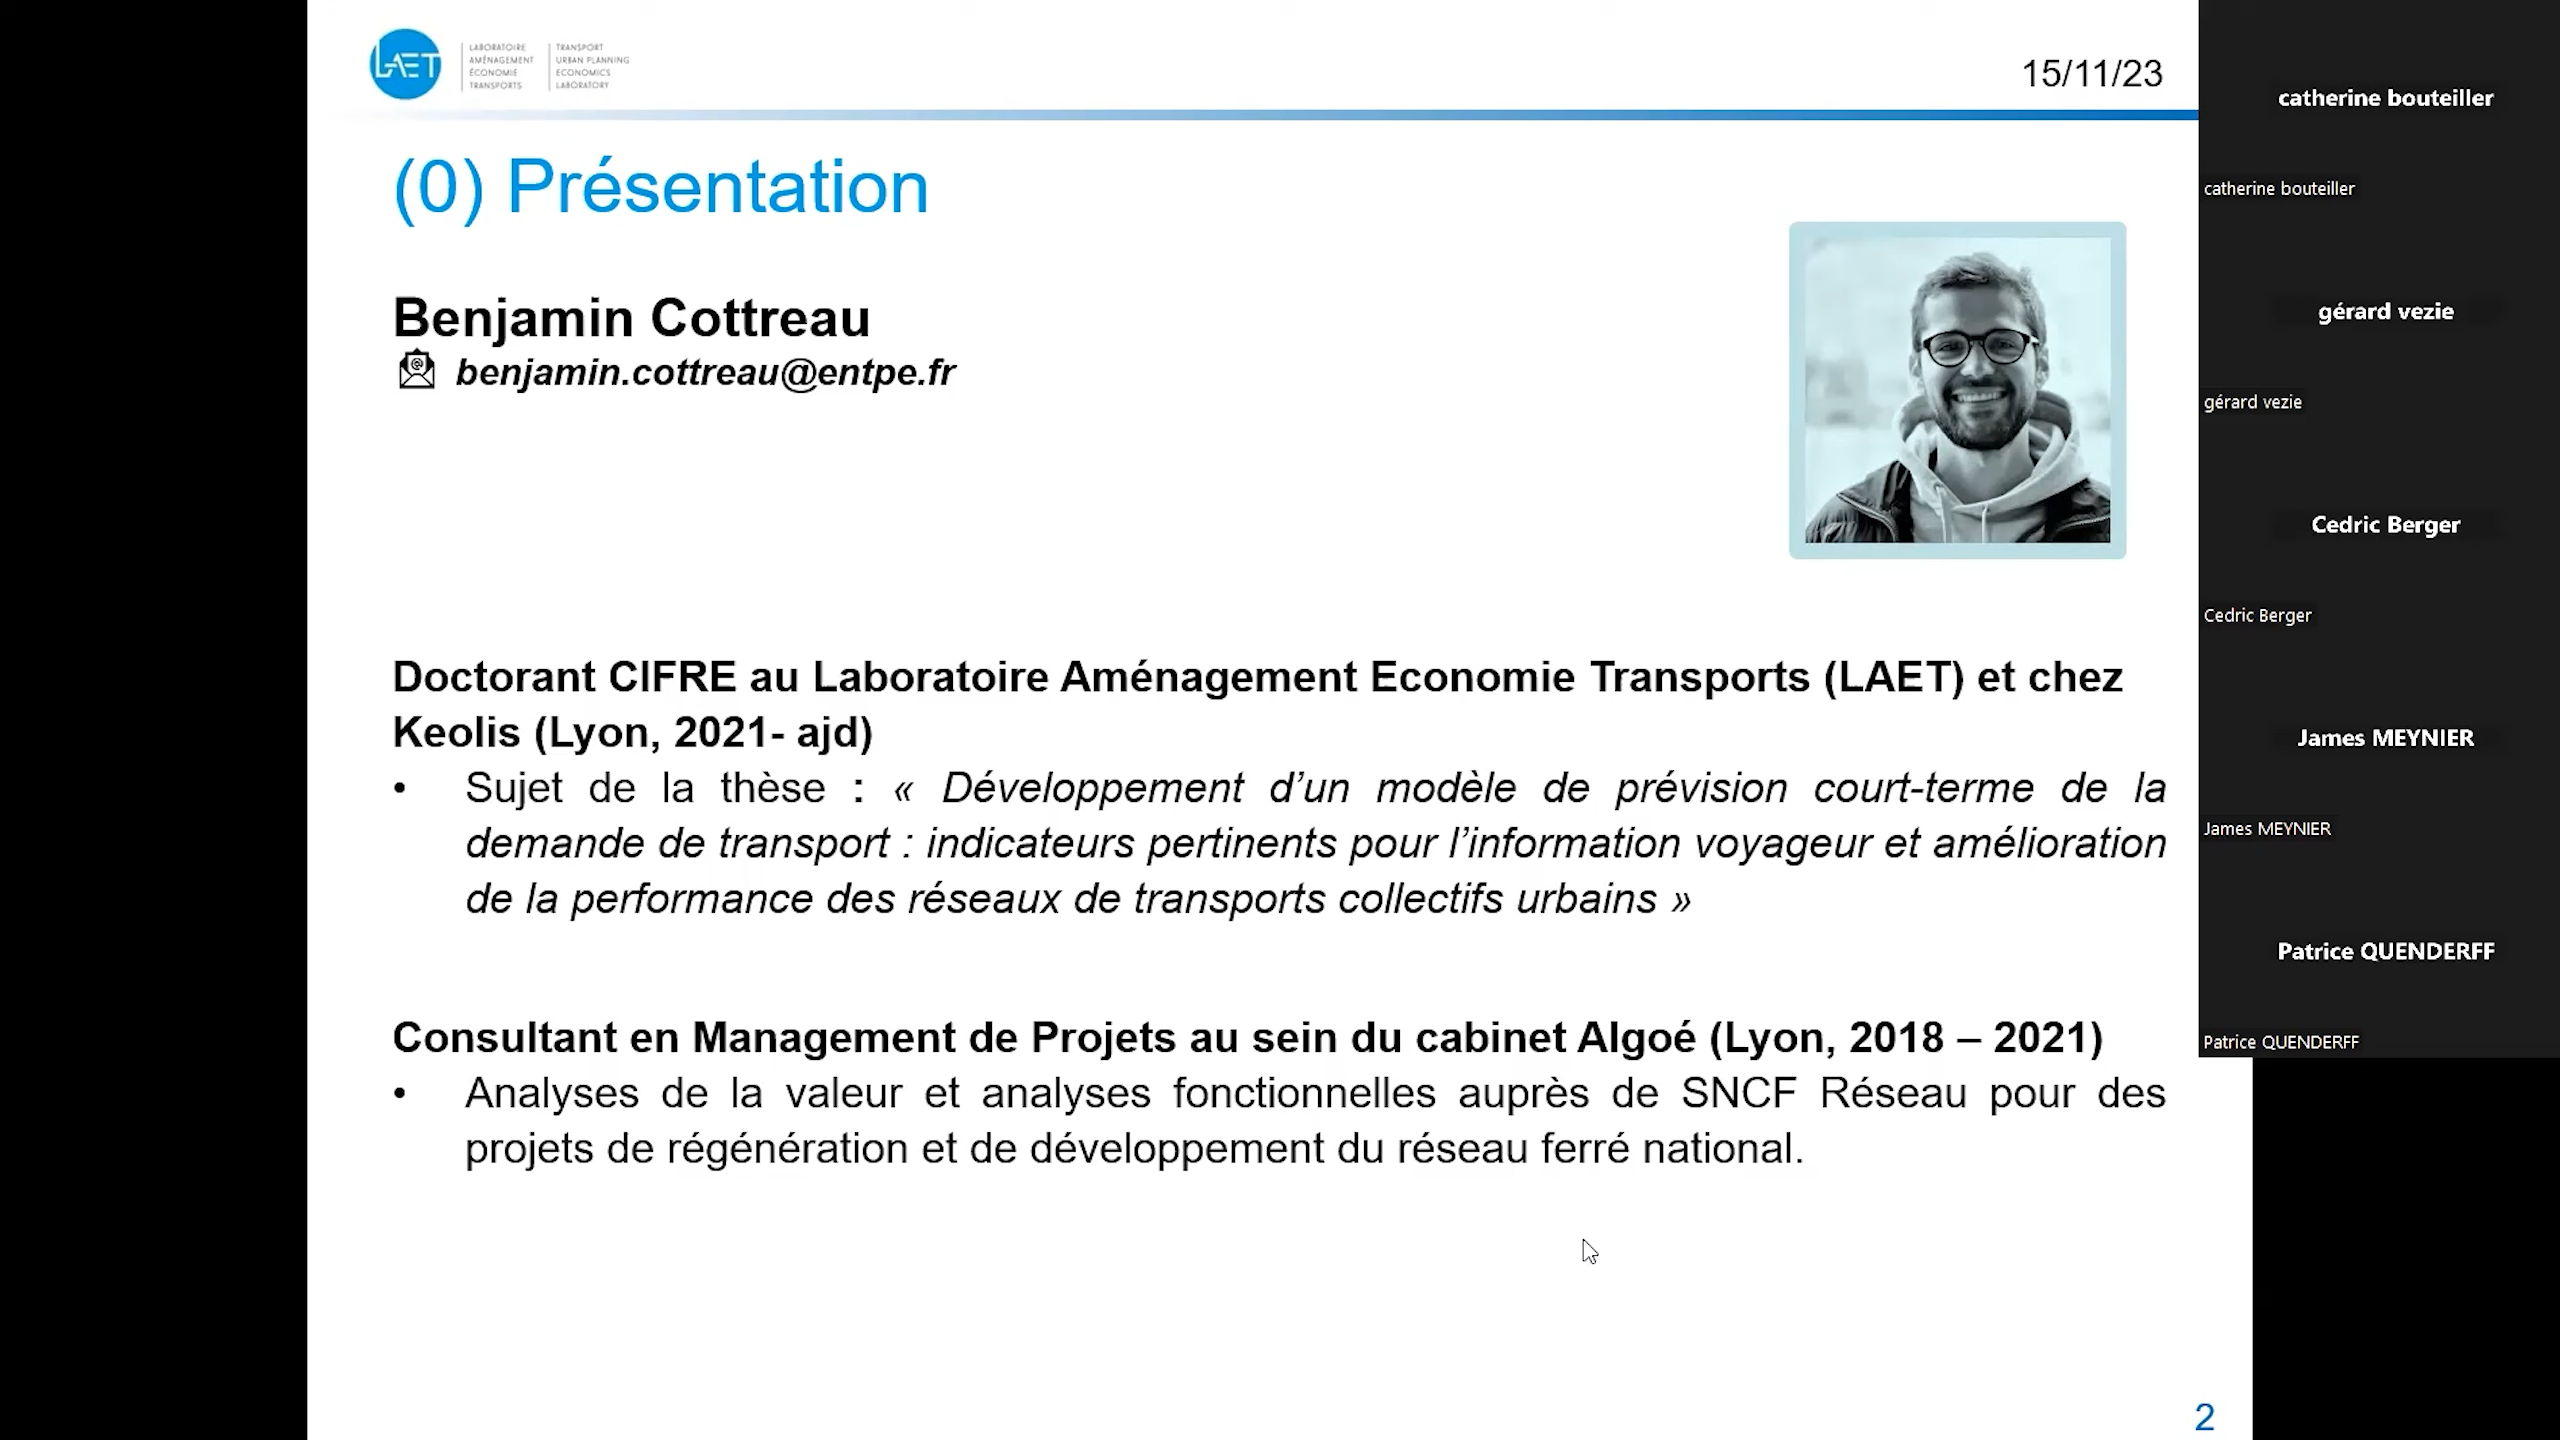 LAET
LABORATOIRE
AMÉNAGEMENT
ÉCONOMIE
TRANSPORTS
TRANSPORT
URBAN PLANNING
ECONOMICS
LABORATORY
15/11/23
(0) Présentation
Benjamin Cottreau
benjamin.cottreau@entpe.fr
Doctorant CIFRE au Laboratoire Aménagement Economie Transports (LAET) et chez
Keolis (Lyon, 2021- ajd)
• Sujet de la thèse : « Développement d’un modèle de prévision court-terme de la
demande de transport : indicateurs pertinents pour l’information voyageur et amélioration
de la performance des réseaux de transports collectifs urbains »
Consultant en Management de Projets au sein du cabinet Algoé (Lyon, 2018 – 2021)
• Analyses de la valeur et analyses fonctionnelles auprès de SNCF Réseau pour des
projets de régénération et de développement du réseau ferré national.
2
catherine bouteiller
catherine bouteiller
gérard vezie
gérard vezie
Cedric Berger
Cedric Berger
James MEYNIER
James MEYNIER
Patrice QUENDERFF
Patrice QUENDERFF